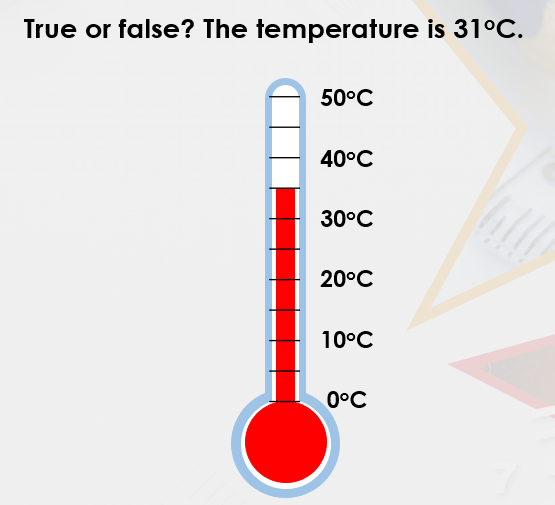 True or false? The temperature is 31°C.
50°C
40°C
30°C
20°C
10°C
0°C